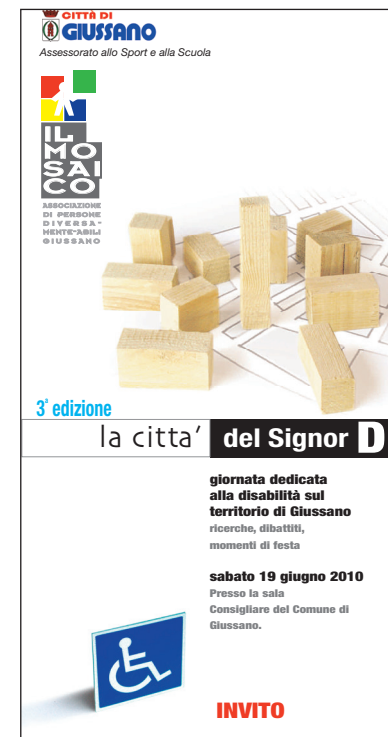 CITTÀ DI
GIUSSANO
Assessorato allo Sport e alla Scuola
IL
MO
SAI
CO
ASSOCIAZIONE
DI PERSONE
DIVERSA-
MENTE-ABILI
GIUSSANO
3ª edizione
la citta' del Signor D
giornata dedicata
alla disabilità sul
territorio di Giussano
ricerche, dibattiti,
momenti di festa
sabato 19 giugno 2010
Presso la sala
Consigliare del Comune di
Giussano.
INVITO